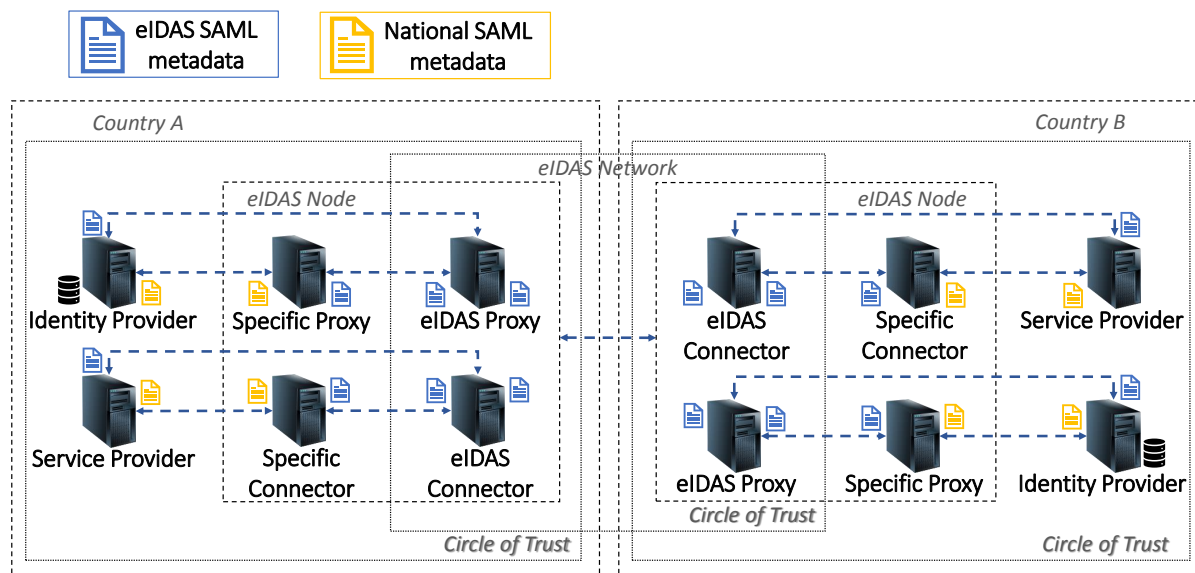 eIDAS SAML
metadata
National SAML
metadata
Country A
Country B
eIDAS Network
eIDAS Node
eIDAS Node
Identity Provider
Specific Proxy
eIDAS Proxy
eIDAS
Connector
Specific
Connector
Service Provider
Service Provider
Specific
Connector
eIDAS
Connector
eIDAS Proxy
Specific Proxy
Identity Provider
Circle of Trust
Circle of Trust
Circle of Trust